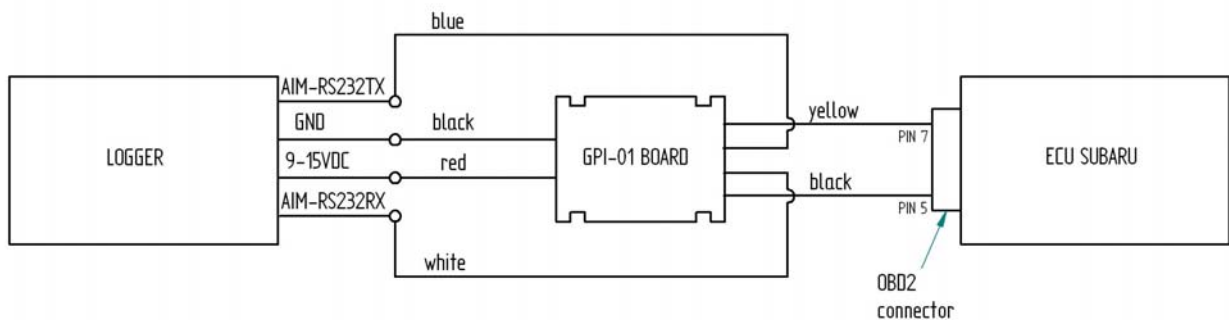 blue
AIM-RS232TX
GND
black
9-15VDC
red
AIM-RS232RX
white
LOGGER
GPI-01 BOARD
yellow
PIN 7
black
PIN 5
ECU SUBARU
OBD2
connector